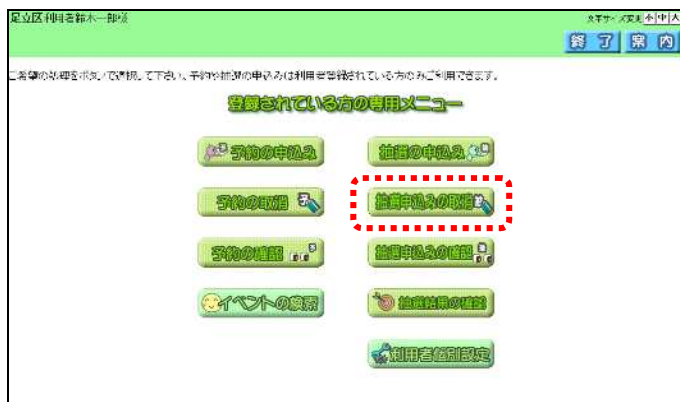 足立区利用者鈴木一郎様
文字サイズ変更 小 中 大
終了 案内
ご希望の処理をボタンで選択して下さい。予約や抽選の申込みは利用者登録されている方のみご利用できます。
登録されている方の専用メニュー
予約の申込み 抽選の申込み
予約の取消 抽選申込みの取消
予約の確認 抽選申込みの確認
イベントの検索 抽選結果の確認
利用者個別設定